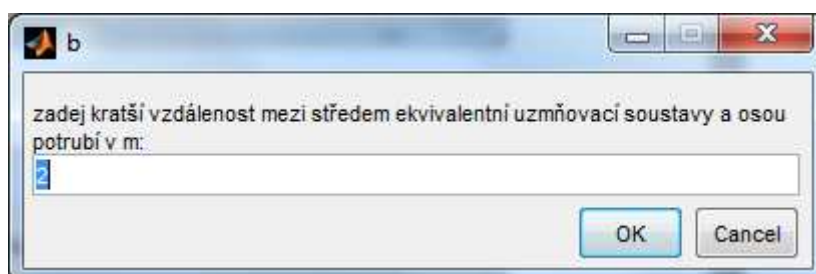 b
zadej kratší vzdálenost mezi středem ekvivalentní uzmňovací soustavy a osou
potrubí v m:
2
OK Cancel